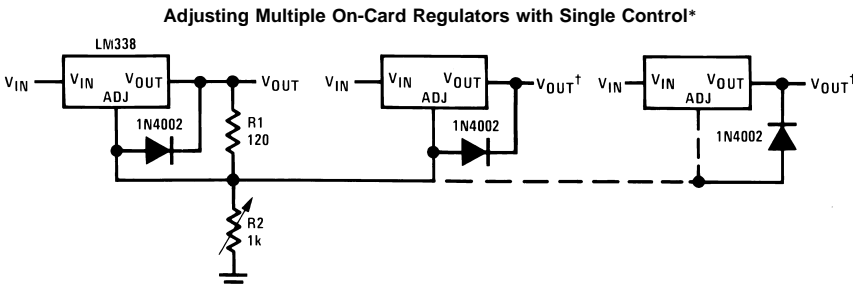 Adjusting Multiple On-Card Regulators with Single Control*
LM338
VIN VIN VOUT VOUT
ADJ
1N4002
R1
120
R2
1k
VIN VIN VOUT VOUT†
ADJ
1N4002
VIN VIN VOUT VOUT†
ADJ
1N4002